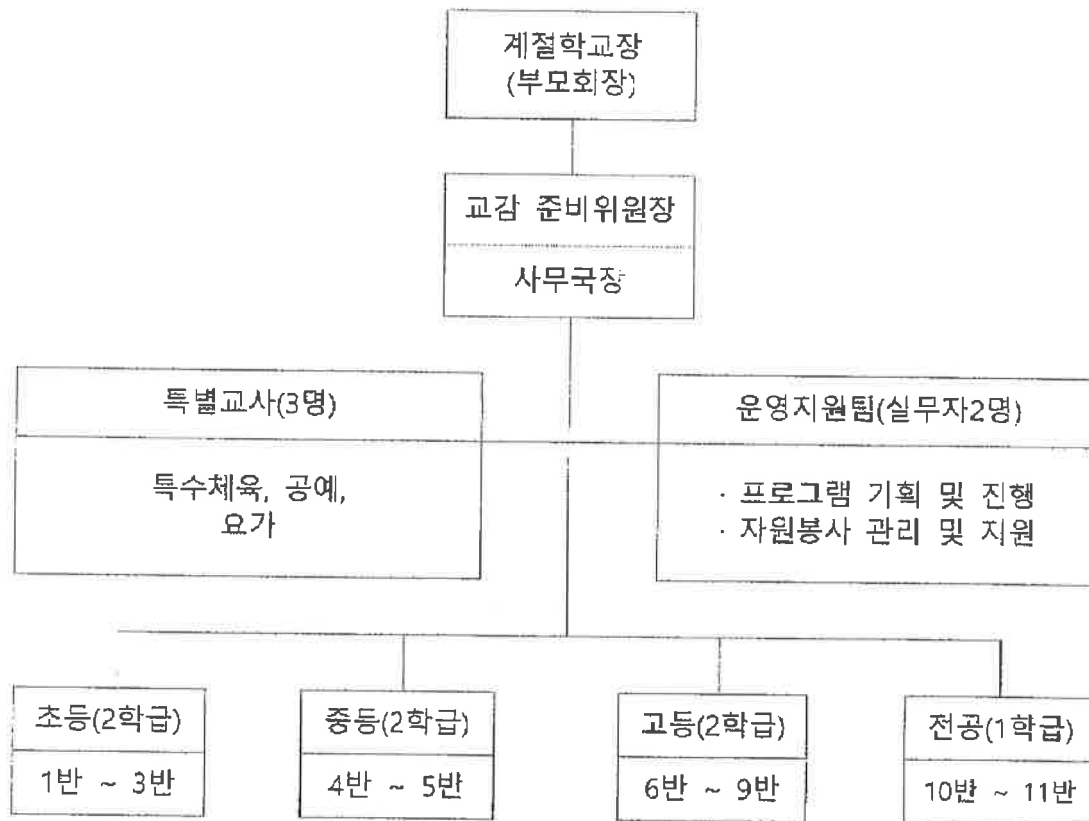 계절학교장
(부모회장)
교감 준비위원장
사무국장
특별교사(3명)
특수체육, 공예,
요가
운영지원팀(실무자2명)
· 프로그램 기획 및 진행
· 자원봉사 관리 및 지원
초등(2학급)
1반 ~ 3반
중등(2학급)
4반 ~ 5반
고등(2학급)
6반 ~ 9반
전공(1학급)
10반 ~ 11반